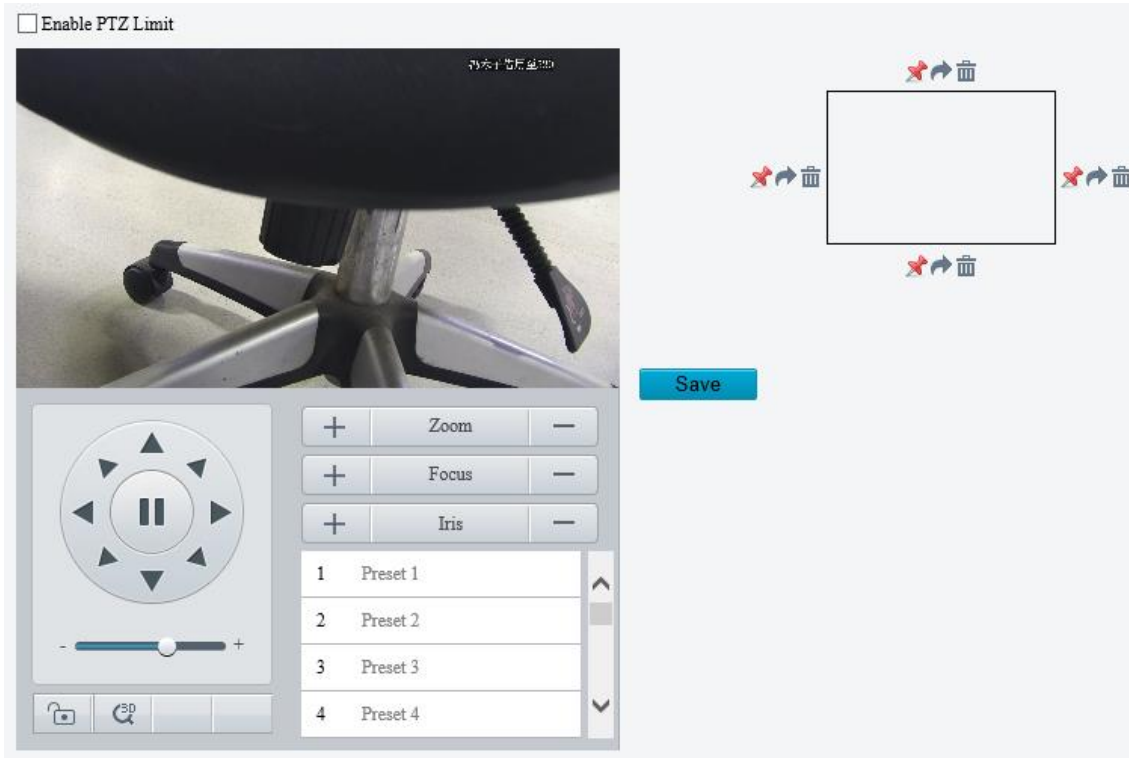 Enable PTZ Limit
Save
Zoom
Focus
Iris
1 Preset 1
2 Preset 2
3 Preset 3
4 Preset 4
- +
3D